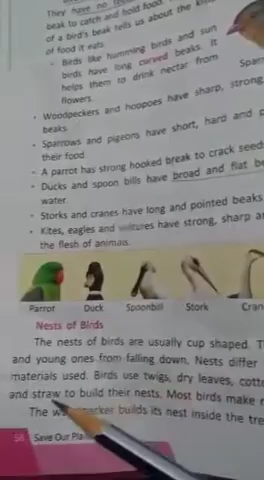 They have no
beak to catch and hold food.
of a bird's beak tells us about the
of food it eats.
· Birds like humming birds and sun
birds have long curved beaks. It
helps them to drink nectar from
flowers.
· Woodpeckers and hoopoes have sharp, strong
beaks
· Sparrows and pigeons have short, hard and
their food
· A parrot has strong hooked break to crack seed
· Ducks and spoon bills have broad and flat
water.
· Storks and cranes have long and pointed beaks
· Kites, eagles and vultures have strong, sharp
the flesh of animals.
Parrot Duck Spoonbill Stork Cran
Nests of Birds
The nests of birds are usually cup shaped.
and young ones from falling down. Nests differ
materials used. Birds use twigs, dry leaves,
and straw to build their nests. Most birds make
The builds its nest inside the
58 Save Our